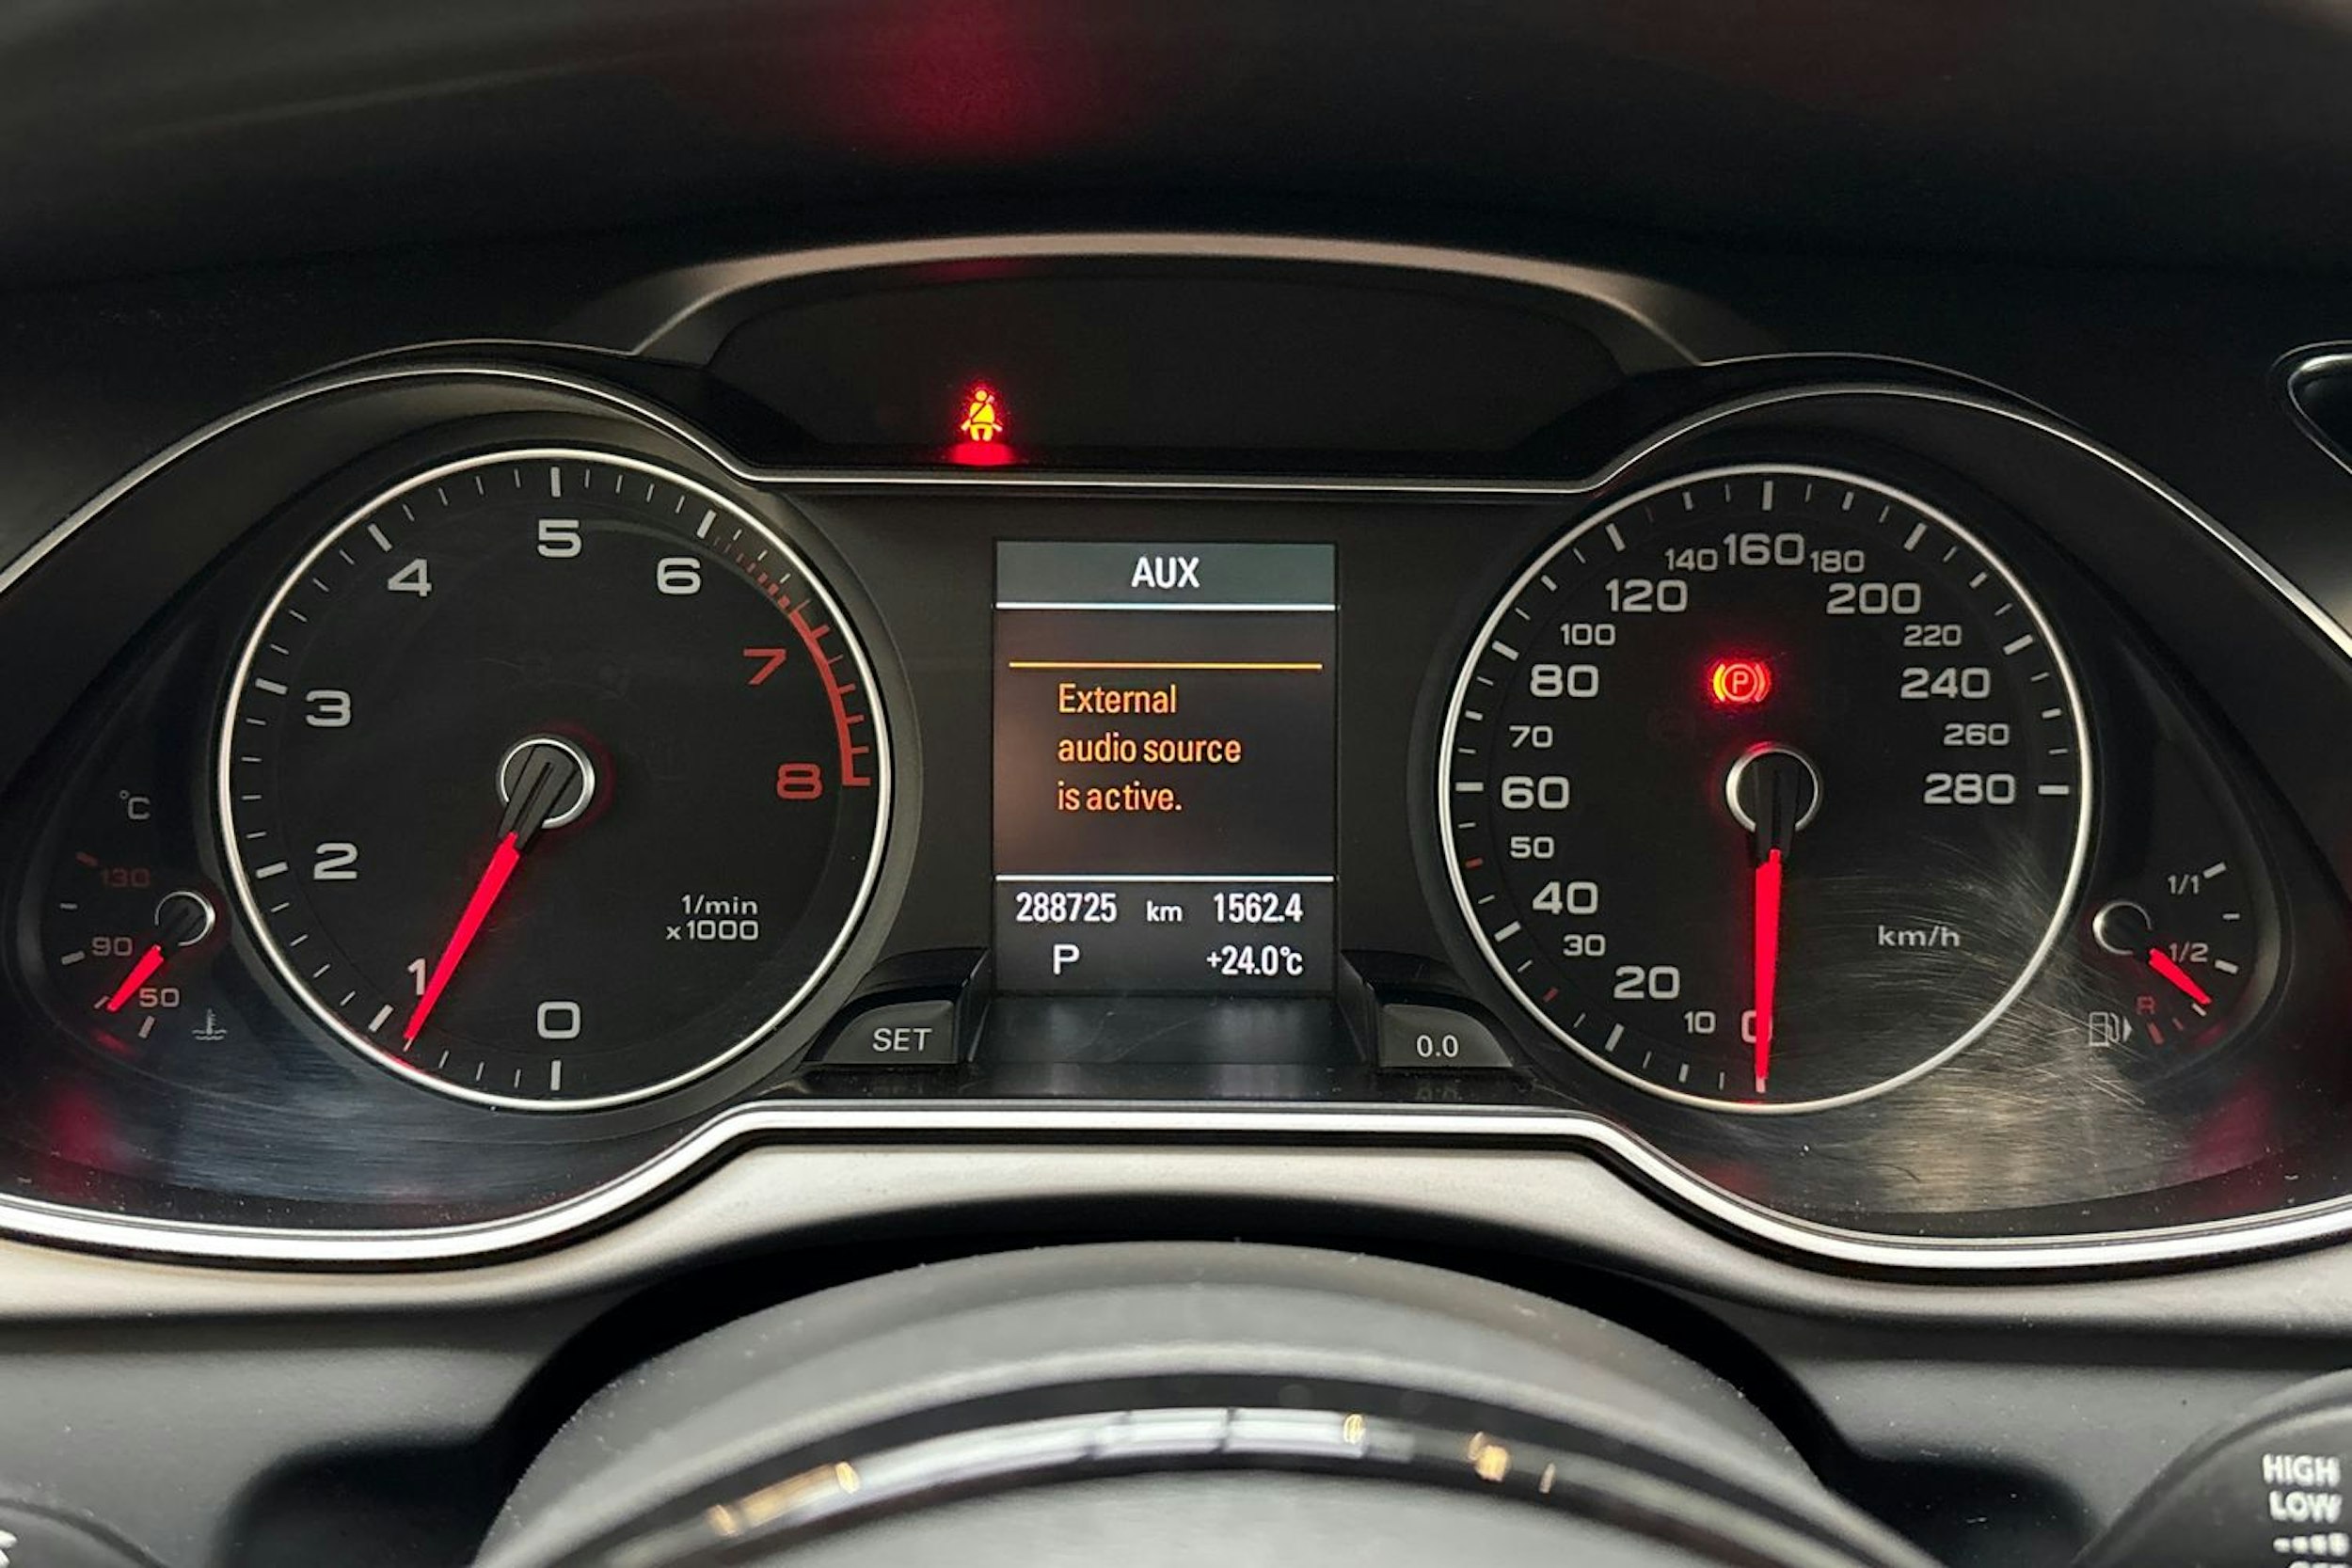 5
4
6
3
7
2
8
1
0
1/min
x1000
°C
130
90
50
AUX
External
audio source
is active.
288725 km 1562.4
P +24.0°C
SET
0.0
140 160 180
120 200
100 220
80 240
70 260
60 280
50
40
30
20
10 0
km/h
P
1/1
1/2
R
HIGH
LOW